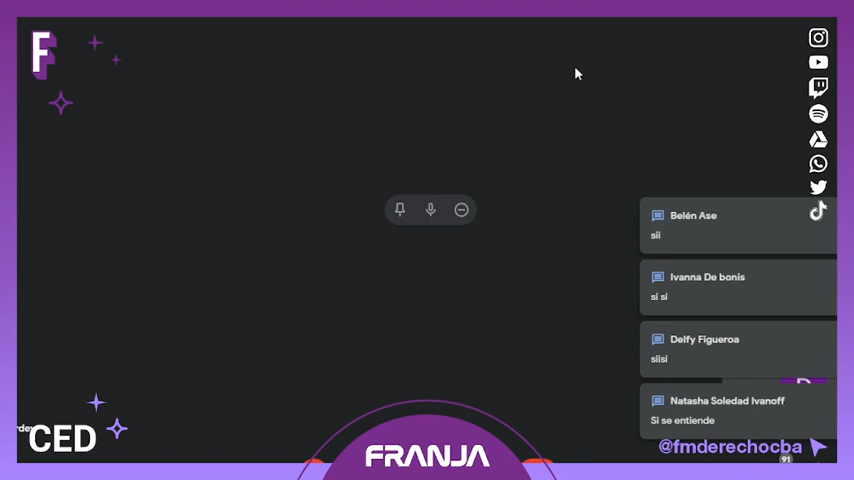 F
Belén Ase
sii
Ivanna De bonis
si si
Delfy Figueroa
siisi
Natasha Soledad Ivanoff
Si se entiende
CED
FRANJA
@fmderechocba
91